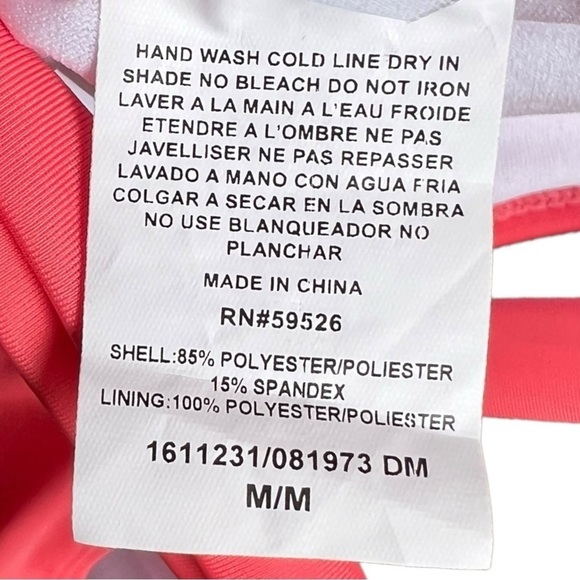 HAND WASH COLD LINE DRY IN
SHADE NO BLEACH DO NOT IRON
LAVER A LA MAIN A L'EAU FROIDE
ETENDRE A L'OMBRE NE PAS
JAVELLISER NE PAS REPASSER
LAVADO A MANO CON AGUA FRIA
COLGAR A SECAR EN LA SOMBRA
NO USE BLANQUEADOR NO
PLANCHAR
MADE IN CHINA
RN#59526
SHELL:85% POLYESTER/POLIESTER
15% SPANDEX
LINING:100% POLYESTER/POLIESTER
1611231/081973 DM
M/M